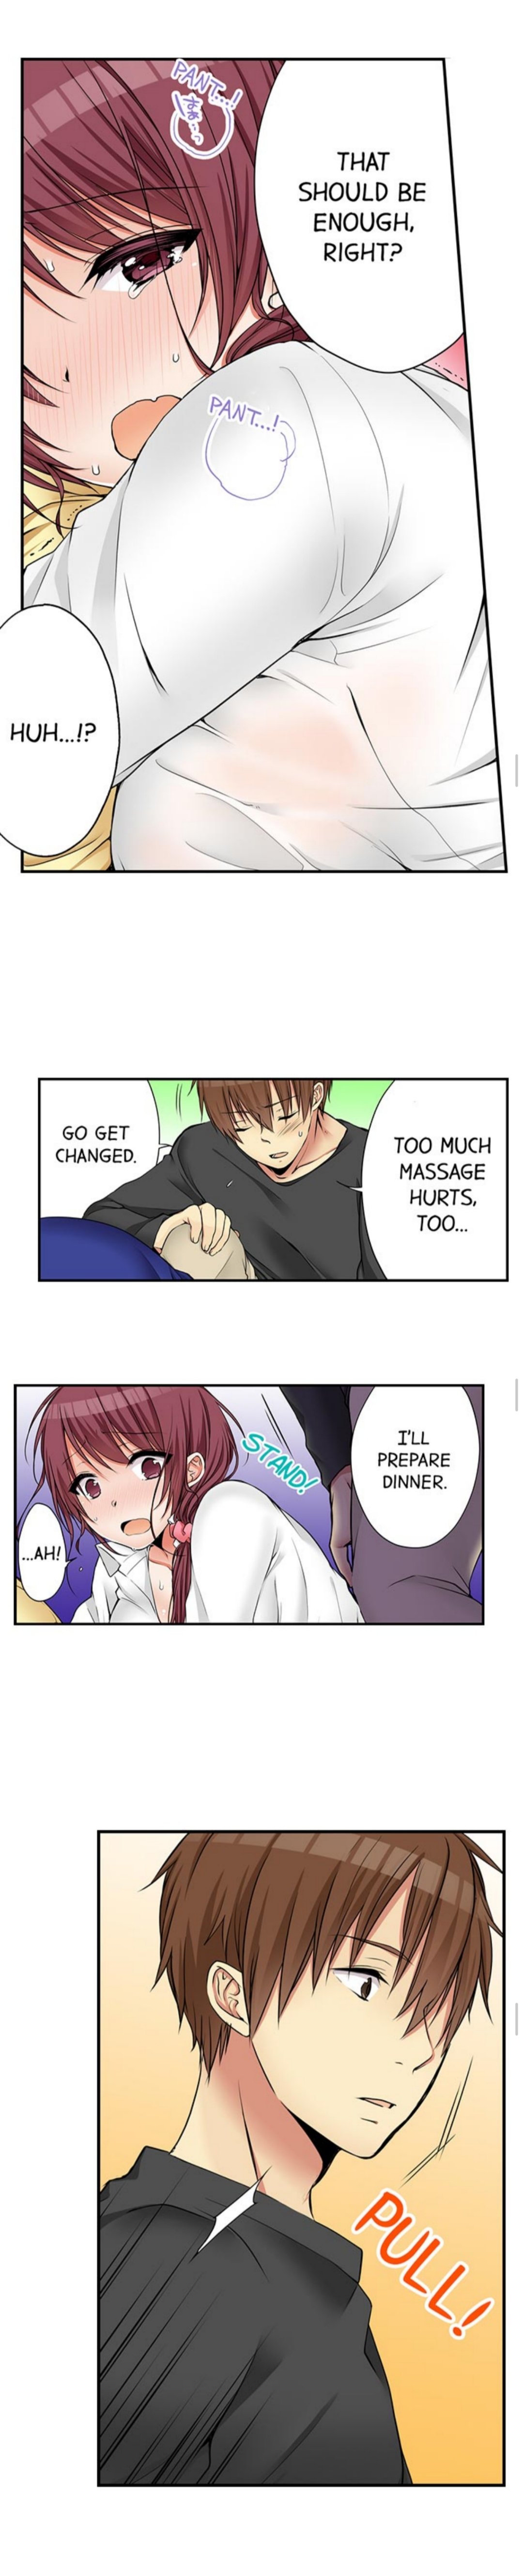 PANT...!
THAT
SHOULD BE
ENOUGH,
RIGHT?
PANT...!
HUH...!?
GO GET
CHANGED.
TOO MUCH
MASSAGE
HURTS,
TOO...
STAND!
I'LL
PREPARE
DINNER.
...AH!
PULL!